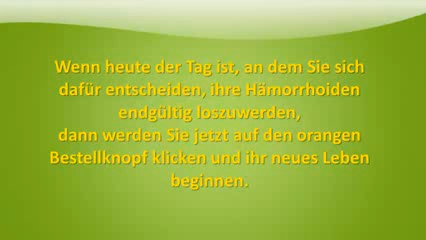 Wenn heute der Tag ist, an dem Sie sich
dafür entscheiden, ihre Hämorrhoiden
endgültig loszuwerden,
dann werden Sie jetzt auf den orangen
Bestellknopf klicken und ihr neues Leben
beginnen.